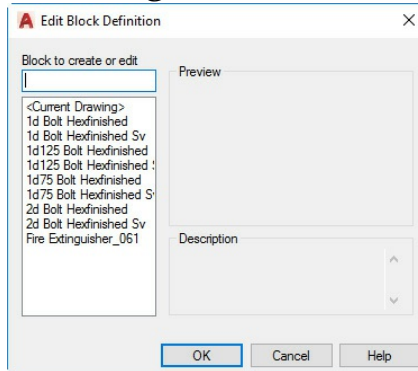 Edit Block Definition
Block to create or edit
Preview
<Current Drawing>
1d Bolt Hexfinished
1d Bolt Hexfinished Sv
1d125 Bolt Hexfinished
1d125 Bolt Hexfinished
1d75 Bolt Hexfinished
1d75 Bolt Hexfinished S
2d Bolt Hexfinished
2d Bolt Hexfinished Sv
Fire Extinguisher_061
Description
OK Cancel Help